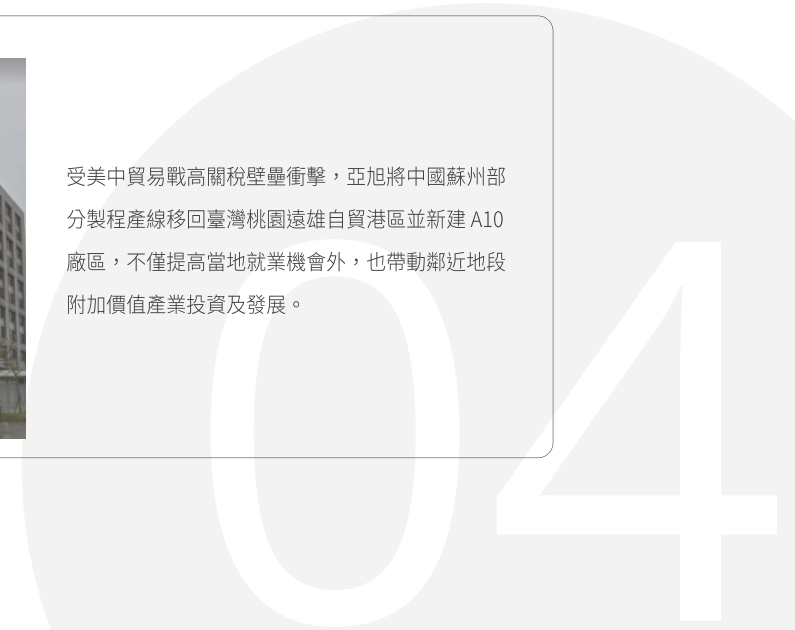 受美中貿易戰高關稅壁壘衝擊，亞旭將中國蘇州部
分製程產線移回臺灣桃園遠雄自貿港區並新建 A10
廠區，不僅提高當地就業機會外，也帶動鄰近地段
附加價值產業投資及發展。
04